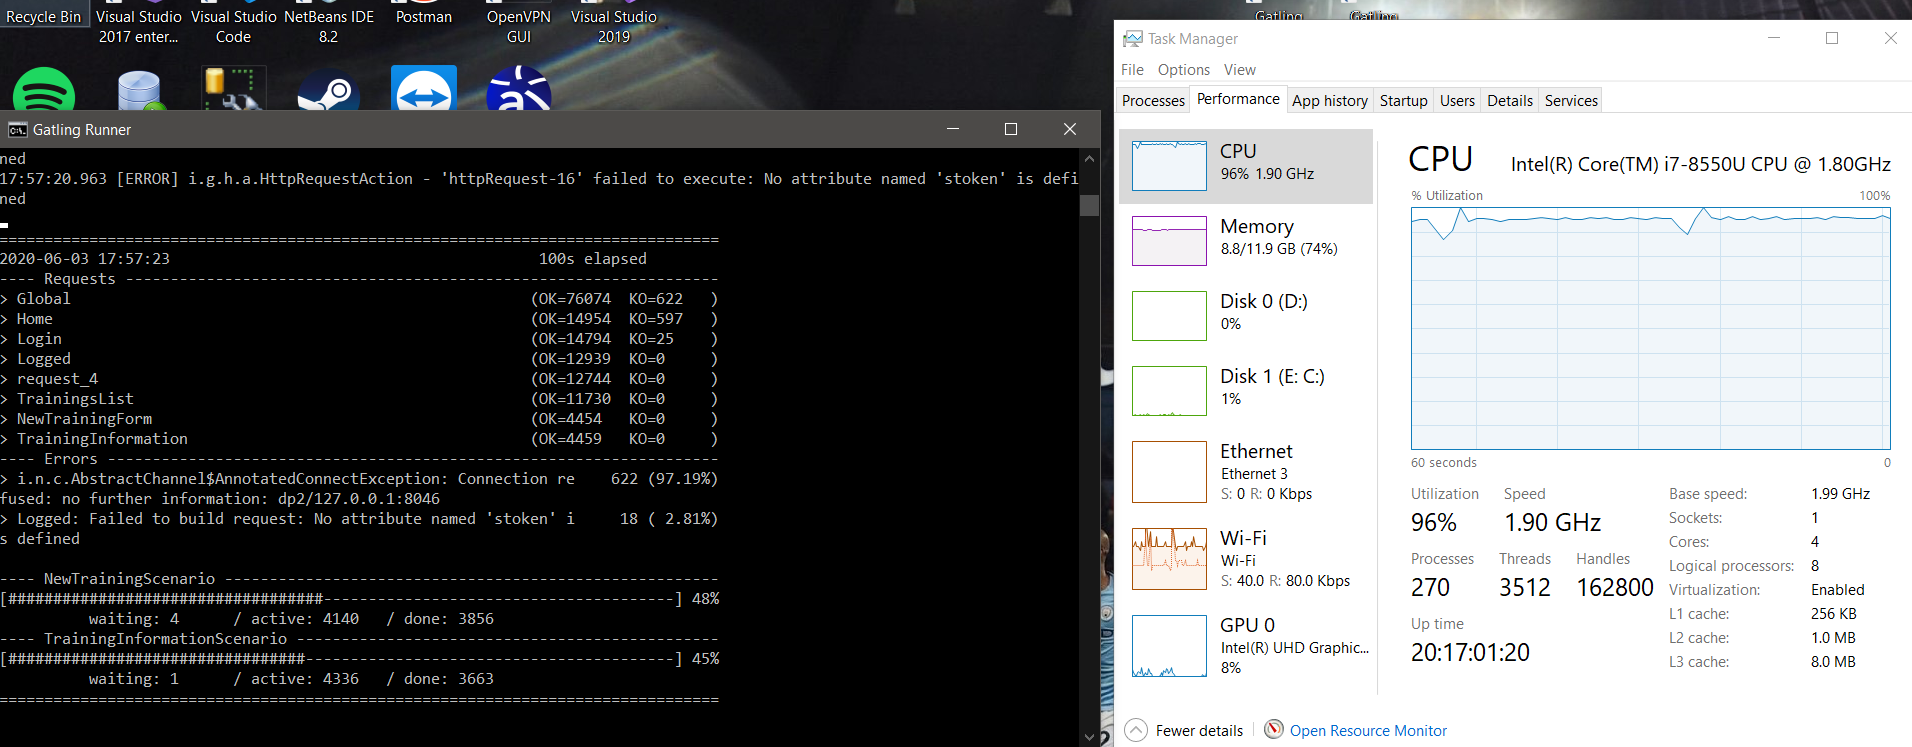 Recycle Bin
Visual Studio 2017 enter...
Visual Studio Code
NetBeans IDE 8.2
Postman
OpenVPN GUI
Visual Studio 2019
Gatling
Gatling
Gatling Runner
ned
17:57:20.963 [ERROR] i.g.h.a.HttpRequestAction - 'httpRequest-16' failed to execute: No attribute named 'stoken' is defi
ned
================================================================================
2020-06-03 17:57:23                                         100s elapsed
---- Requests ------------------------------------------------------------------
> Global                                                   (OK=76074  KO=622   )
> Home                                                     (OK=14954  KO=597   )
> Login                                                    (OK=14794  KO=25    )
> Logged                                                   (OK=12939  KO=0     )
> request_4                                                (OK=12744  KO=0     )
> TrainingsList                                            (OK=11730  KO=0     )
> NewTrainingForm                                          (OK=4454   KO=0     )
> TrainingInformation                                      (OK=4459   KO=0     )
---- Errors --------------------------------------------------------------------
> i.n.c.AbstractChannel$AnnotatedConnectException: Connection re    622 (97.19%)
fused: no further information: dp2/127.0.0.1:8046
> Logged: Failed to build request: No attribute named 'stoken' i     18 ( 2.81%)
s defined
---- NewTrainingScenario -------------------------------------------------------
[###################################---------------------------------------] 48%
          waiting: 4      / active: 4140   / done: 3856
---- TrainingInformationScenario -----------------------------------------------
[#################################-----------------------------------------] 45%
          waiting: 1      / active: 4336   / done: 3663
================================================================================
Task Manager
File Options View
Processes Performance App history Startup Users Details Services
CPU
96% 1.90 GHz
Memory
8.8/11.9 GB (74%)
Disk 0 (D:)
0%
Disk 1 (E: C:)
1%
Ethernet
Ethernet 3
S: 0 R: 0 Kbps
Wi-Fi
Wi-Fi
S: 40.0 R: 80.0 Kbps
GPU 0
Intel(R) UHD Graphic...
8%
CPU Intel(R) Core(TM) i7-8550U CPU @ 1.80GHz
% Utilization 100%
60 seconds 0
Utilization Speed
96% 1.90 GHz
Processes Threads Handles
270 3512 162800
Up time
20:17:01:20
Base speed: 1.99 GHz
Sockets: 1
Cores: 4
Logical processors: 8
Virtualization: Enabled
L1 cache: 256 KB
L2 cache: 1.0 MB
L3 cache: 8.0 MB
Fewer details Open Resource Monitor